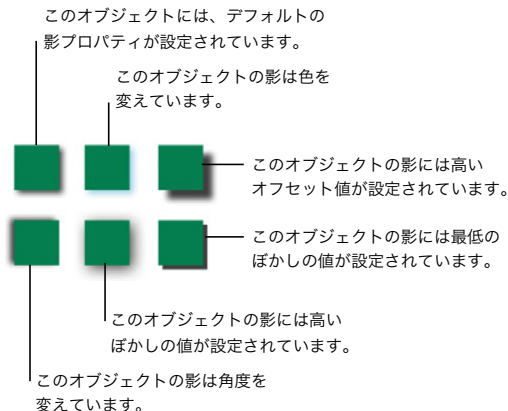 このオブジェクトには、デフォルトの
影プロパティが設定されています。
このオブジェクトの影は色を
変えています。
このオブジェクトの影には高い
オフセット値が設定されています。
このオブジェクトの影には最低の
ぼかしの値が設定されています。
このオブジェクトの影には高い
ぼかしの値が設定されています。
このオブジェクトの影は角度を
変えています。